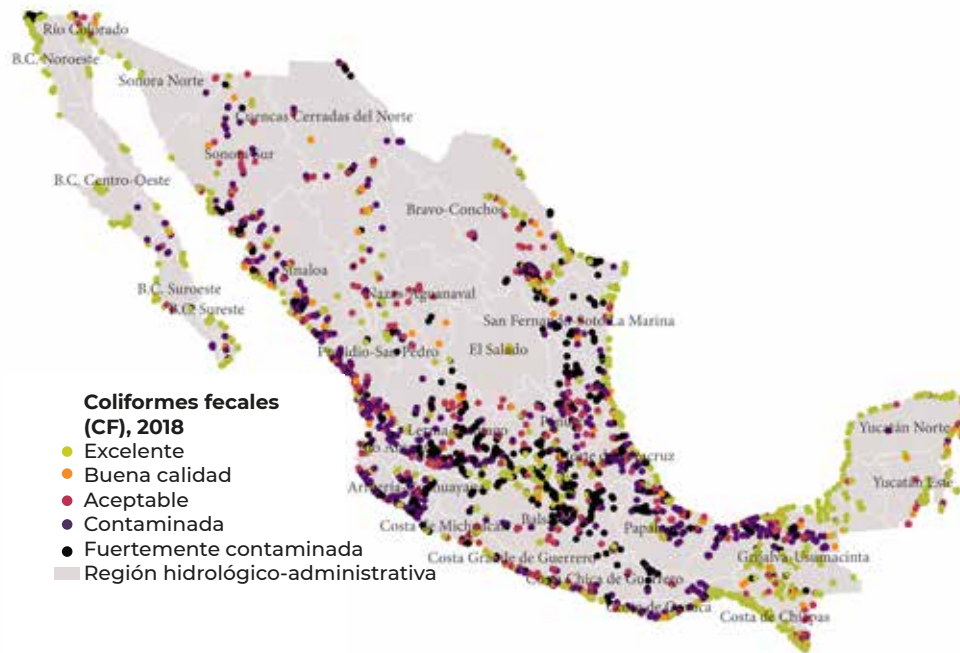 Río Colorado
B.C. Noroeste
Sonora Norte
Cuencas Cerradas del Norte
Sonora Sur
B.C. Centro-Oeste
Bravo-Conchos
Sinaloa
B.C. Suroeste
Nazas-Aguanaval
B.C. Sureste
San Fernando-Soto La Marina
Presidio-San Pedro
El Salado
Coliformes fecales
(CF), 2018
Excelente
Buena calidad
Aceptable
Contaminada
Fuertemente contaminada
Región hidrológico-administrativa
Yucatán Norte
Yucatán Este
Costa de Michoacán
Grijalva-Usumacinta
Costa Grande de Guerrero
Costa Chica de Guerrero
Costa de Oaxaca
Costa de Chiapas